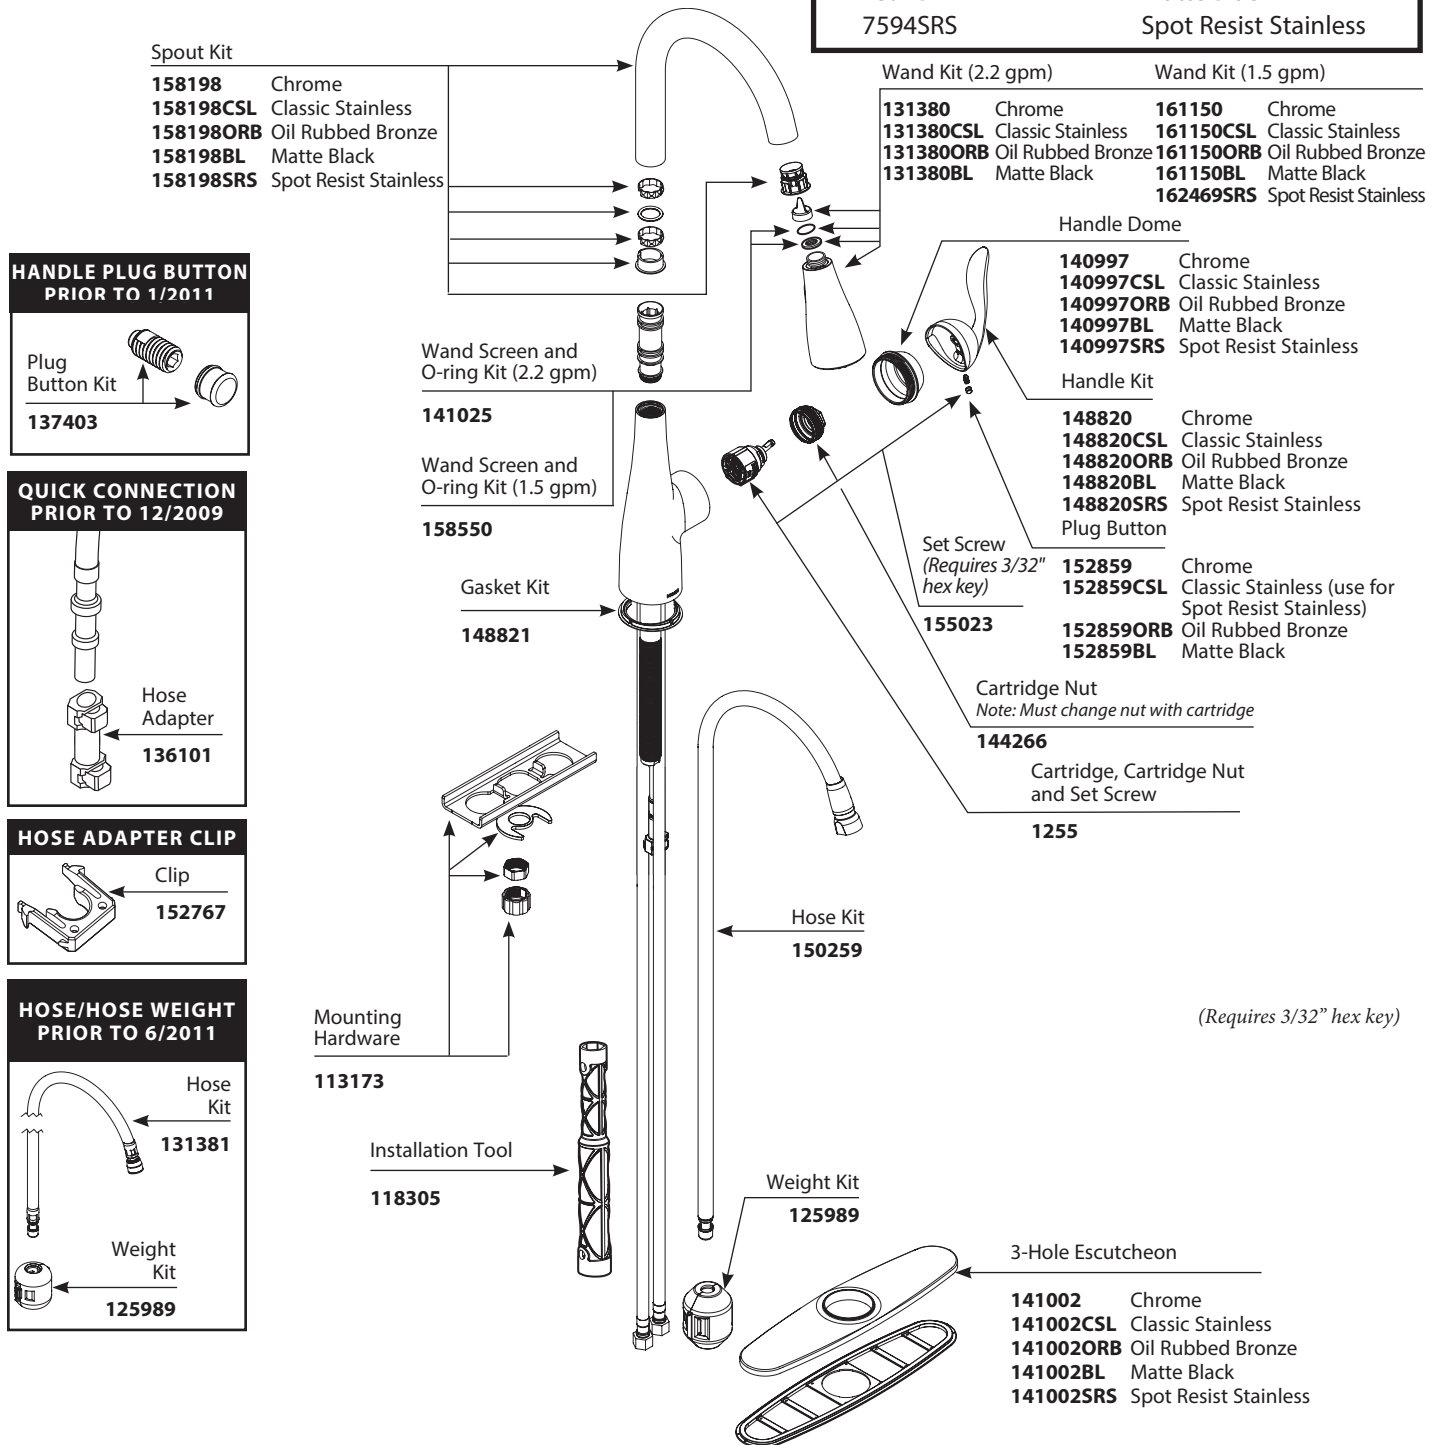 7594SRS Spot Resist Stainless
Spout Kit
158198 Chrome
158198CSL Classic Stainless
158198ORB Oil Rubbed Bronze
158198BL Matte Black
158198SRS Spot Resist Stainless
Wand Kit (2.2 gpm)
131380 Chrome
131380CSL Classic Stainless
131380ORB Oil Rubbed Bronze
131380BL Matte Black
Wand Kit (1.5 gpm)
161150 Chrome
161150CSL Classic Stainless
161150ORB Oil Rubbed Bronze
161150BL Matte Black
162469SRS Spot Resist Stainless
Handle Dome
140997 Chrome
140997CSL Classic Stainless
140997ORB Oil Rubbed Bronze
140997BL Matte Black
140997SRS Spot Resist Stainless
HANDLE PLUG BUTTON
PRIOR TO 1/2011
Plug
Button Kit
137403
Wand Screen and
O-ring Kit (2.2 gpm)
141025
Wand Screen and
O-ring Kit (1.5 gpm)
158550
Handle Kit
148820 Chrome
148820CSL Classic Stainless
148820ORB Oil Rubbed Bronze
148820BL Matte Black
148820SRS Spot Resist Stainless
Plug Button
152859 Chrome
152859CSL Classic Stainless (use for
Spot Resist Stainless)
152859ORB Oil Rubbed Bronze
152859BL Matte Black
QUICK CONNECTION
PRIOR TO 12/2009
Hose
Adapter
136101
Gasket Kit
148821
Set Screw
(Requires 3/32"
hex key)
155023
Cartridge Nut
Note: Must change nut with cartridge
144266
Cartridge, Cartridge Nut
and Set Screw
1255
HOSE ADAPTER CLIP
Clip
152767
Hose Kit
150259
HOSE/HOSE WEIGHT
PRIOR TO 6/2011
Hose
Kit
131381
Weight
Kit
125989
Mounting
Hardware
113173
(Requires 3/32” hex key)
Installation Tool
118305
Weight Kit
125989
3-Hole Escutcheon
141002 Chrome
141002CSL Classic Stainless
141002ORB Oil Rubbed Bronze
141002BL Matte Black
141002SRS Spot Resist Stainless